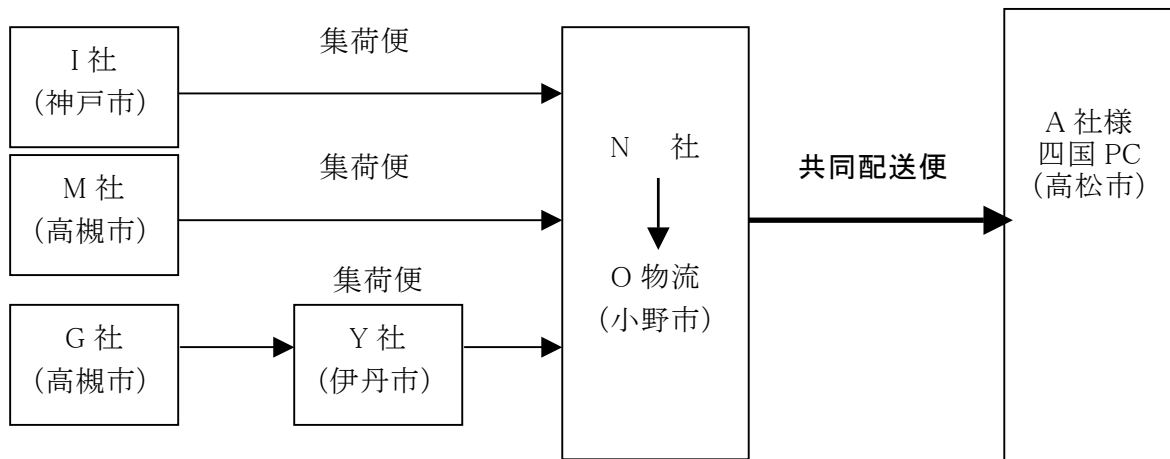 I 社
(神戸市)
集荷便
M 社
(高槻市)
集荷便
G 社
(高槻市)
集荷便
Y 社
(伊丹市)
N 社
O 物流
(小野市)
共同配送便
A 社様
四国 PC
(高松市)